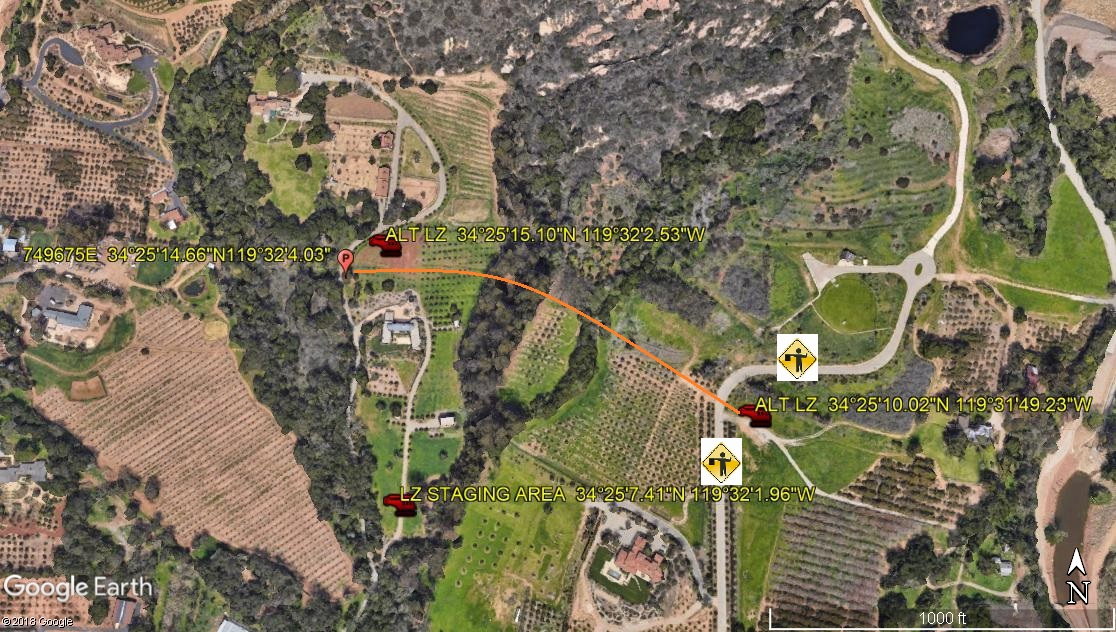 ALT LZ 34°25'15.10"N 119°32'2.53"W
749675E 34°25'14.66"N119°32'4.03"
P
ALT LZ 34°25'10.02"N 119°31'49.23"W
LZ STAGING AREA 34°25'7.41"N 119°32'1.96"W
Google Earth
©2018 Google
N
1000 ft